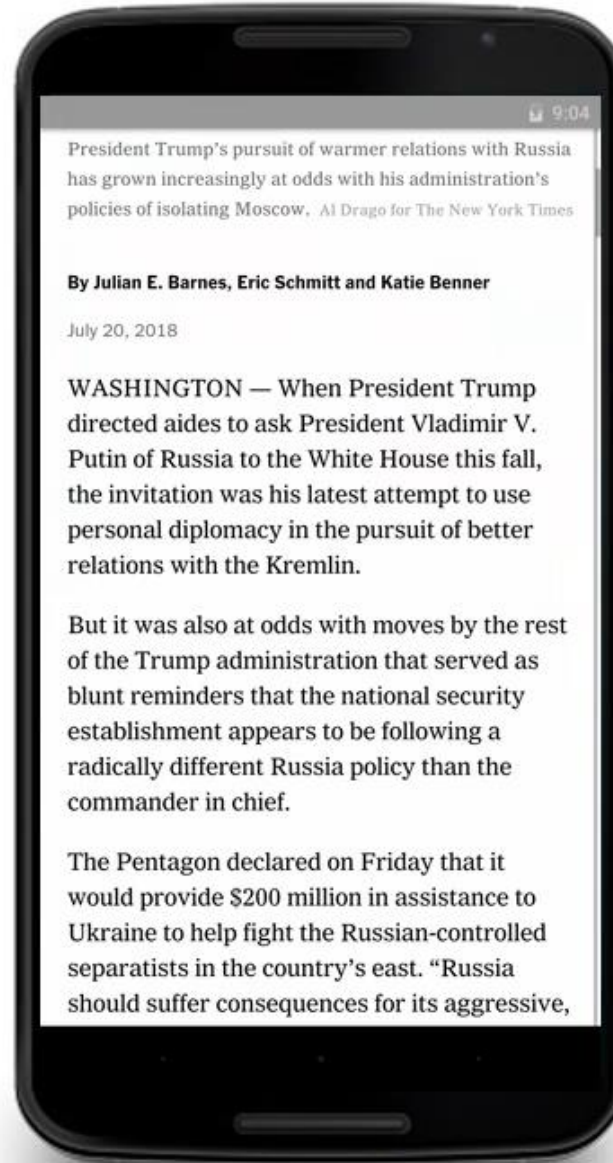 9:04
President Trump’s pursuit of warmer relations with Russia
has grown increasingly at odds with his administration’s
policies of isolating Moscow. Al Drago for The New York Times
By Julian E. Barnes, Eric Schmitt and Katie Benner
July 20, 2018
WASHINGTON — When President Trump
directed aides to ask President Vladimir V.
Putin of Russia to the White House this fall,
the invitation was his latest attempt to use
personal diplomacy in the pursuit of better
relations with the Kremlin.
But it was also at odds with moves by the rest
of the Trump administration that served as
blunt reminders that the national security
establishment appears to be following a
radically different Russia policy than the
commander in chief.
The Pentagon declared on Friday that it
would provide $200 million in assistance to
Ukraine to help fight the Russian-controlled
separatists in the country’s east. “Russia
should suffer consequences for its aggressive,